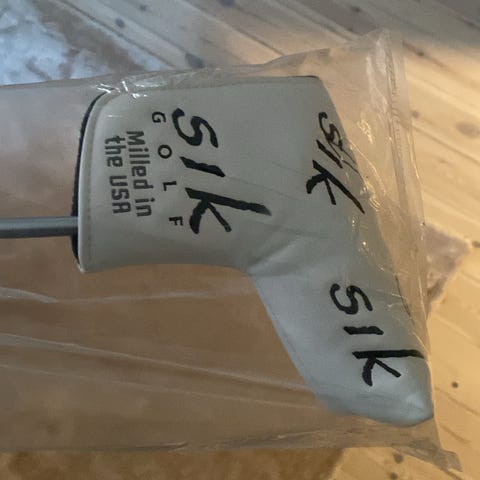 sik
GOLF
Milled in
the USA
sik
sik